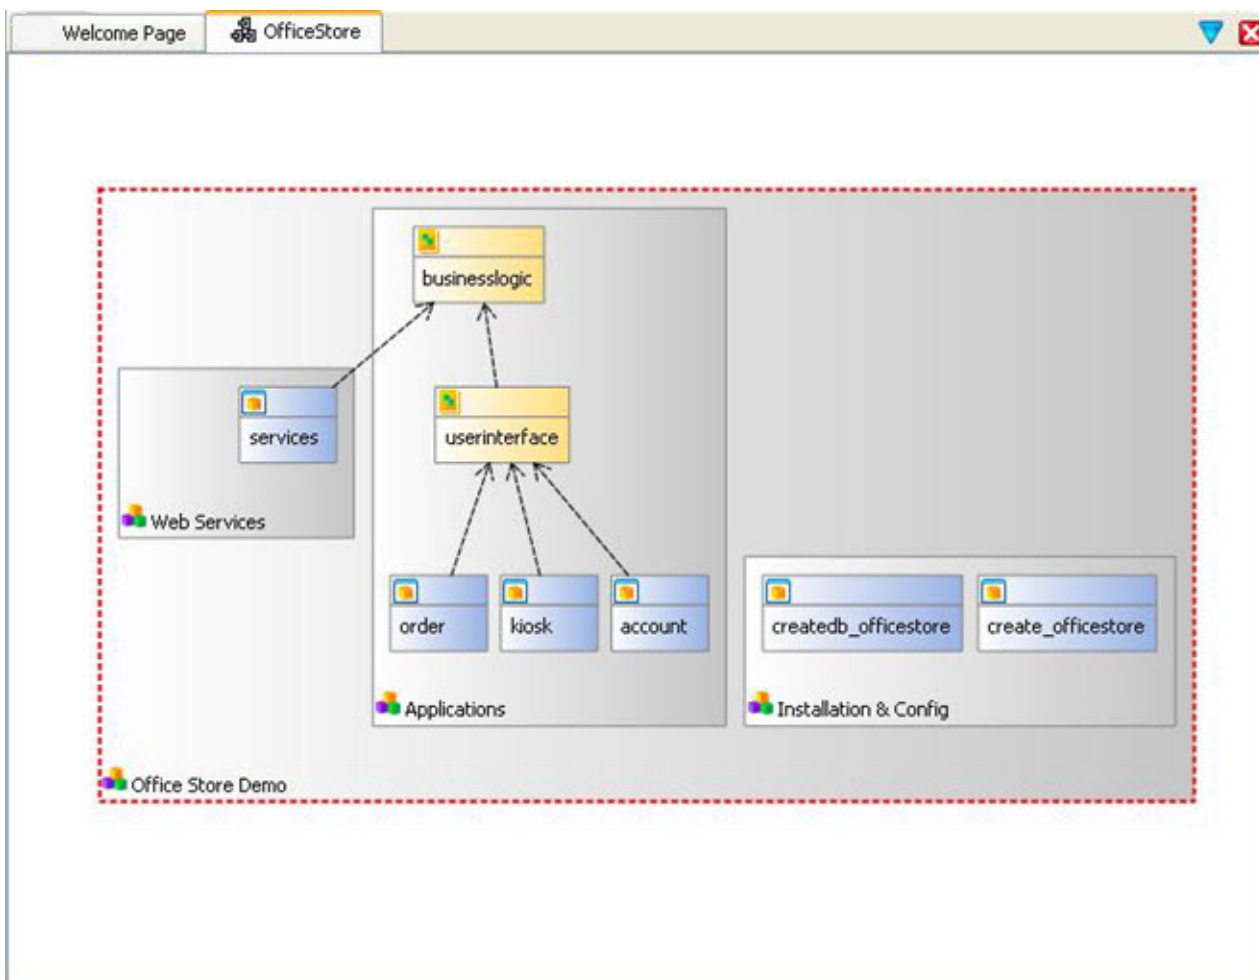 Welcome Page
OfficeStore
businesslogic
services
userinterface
Web Services
order
kiosk
account
createdb_officestore
create_officestore
Applications
Installation & Config
Office Store Demo